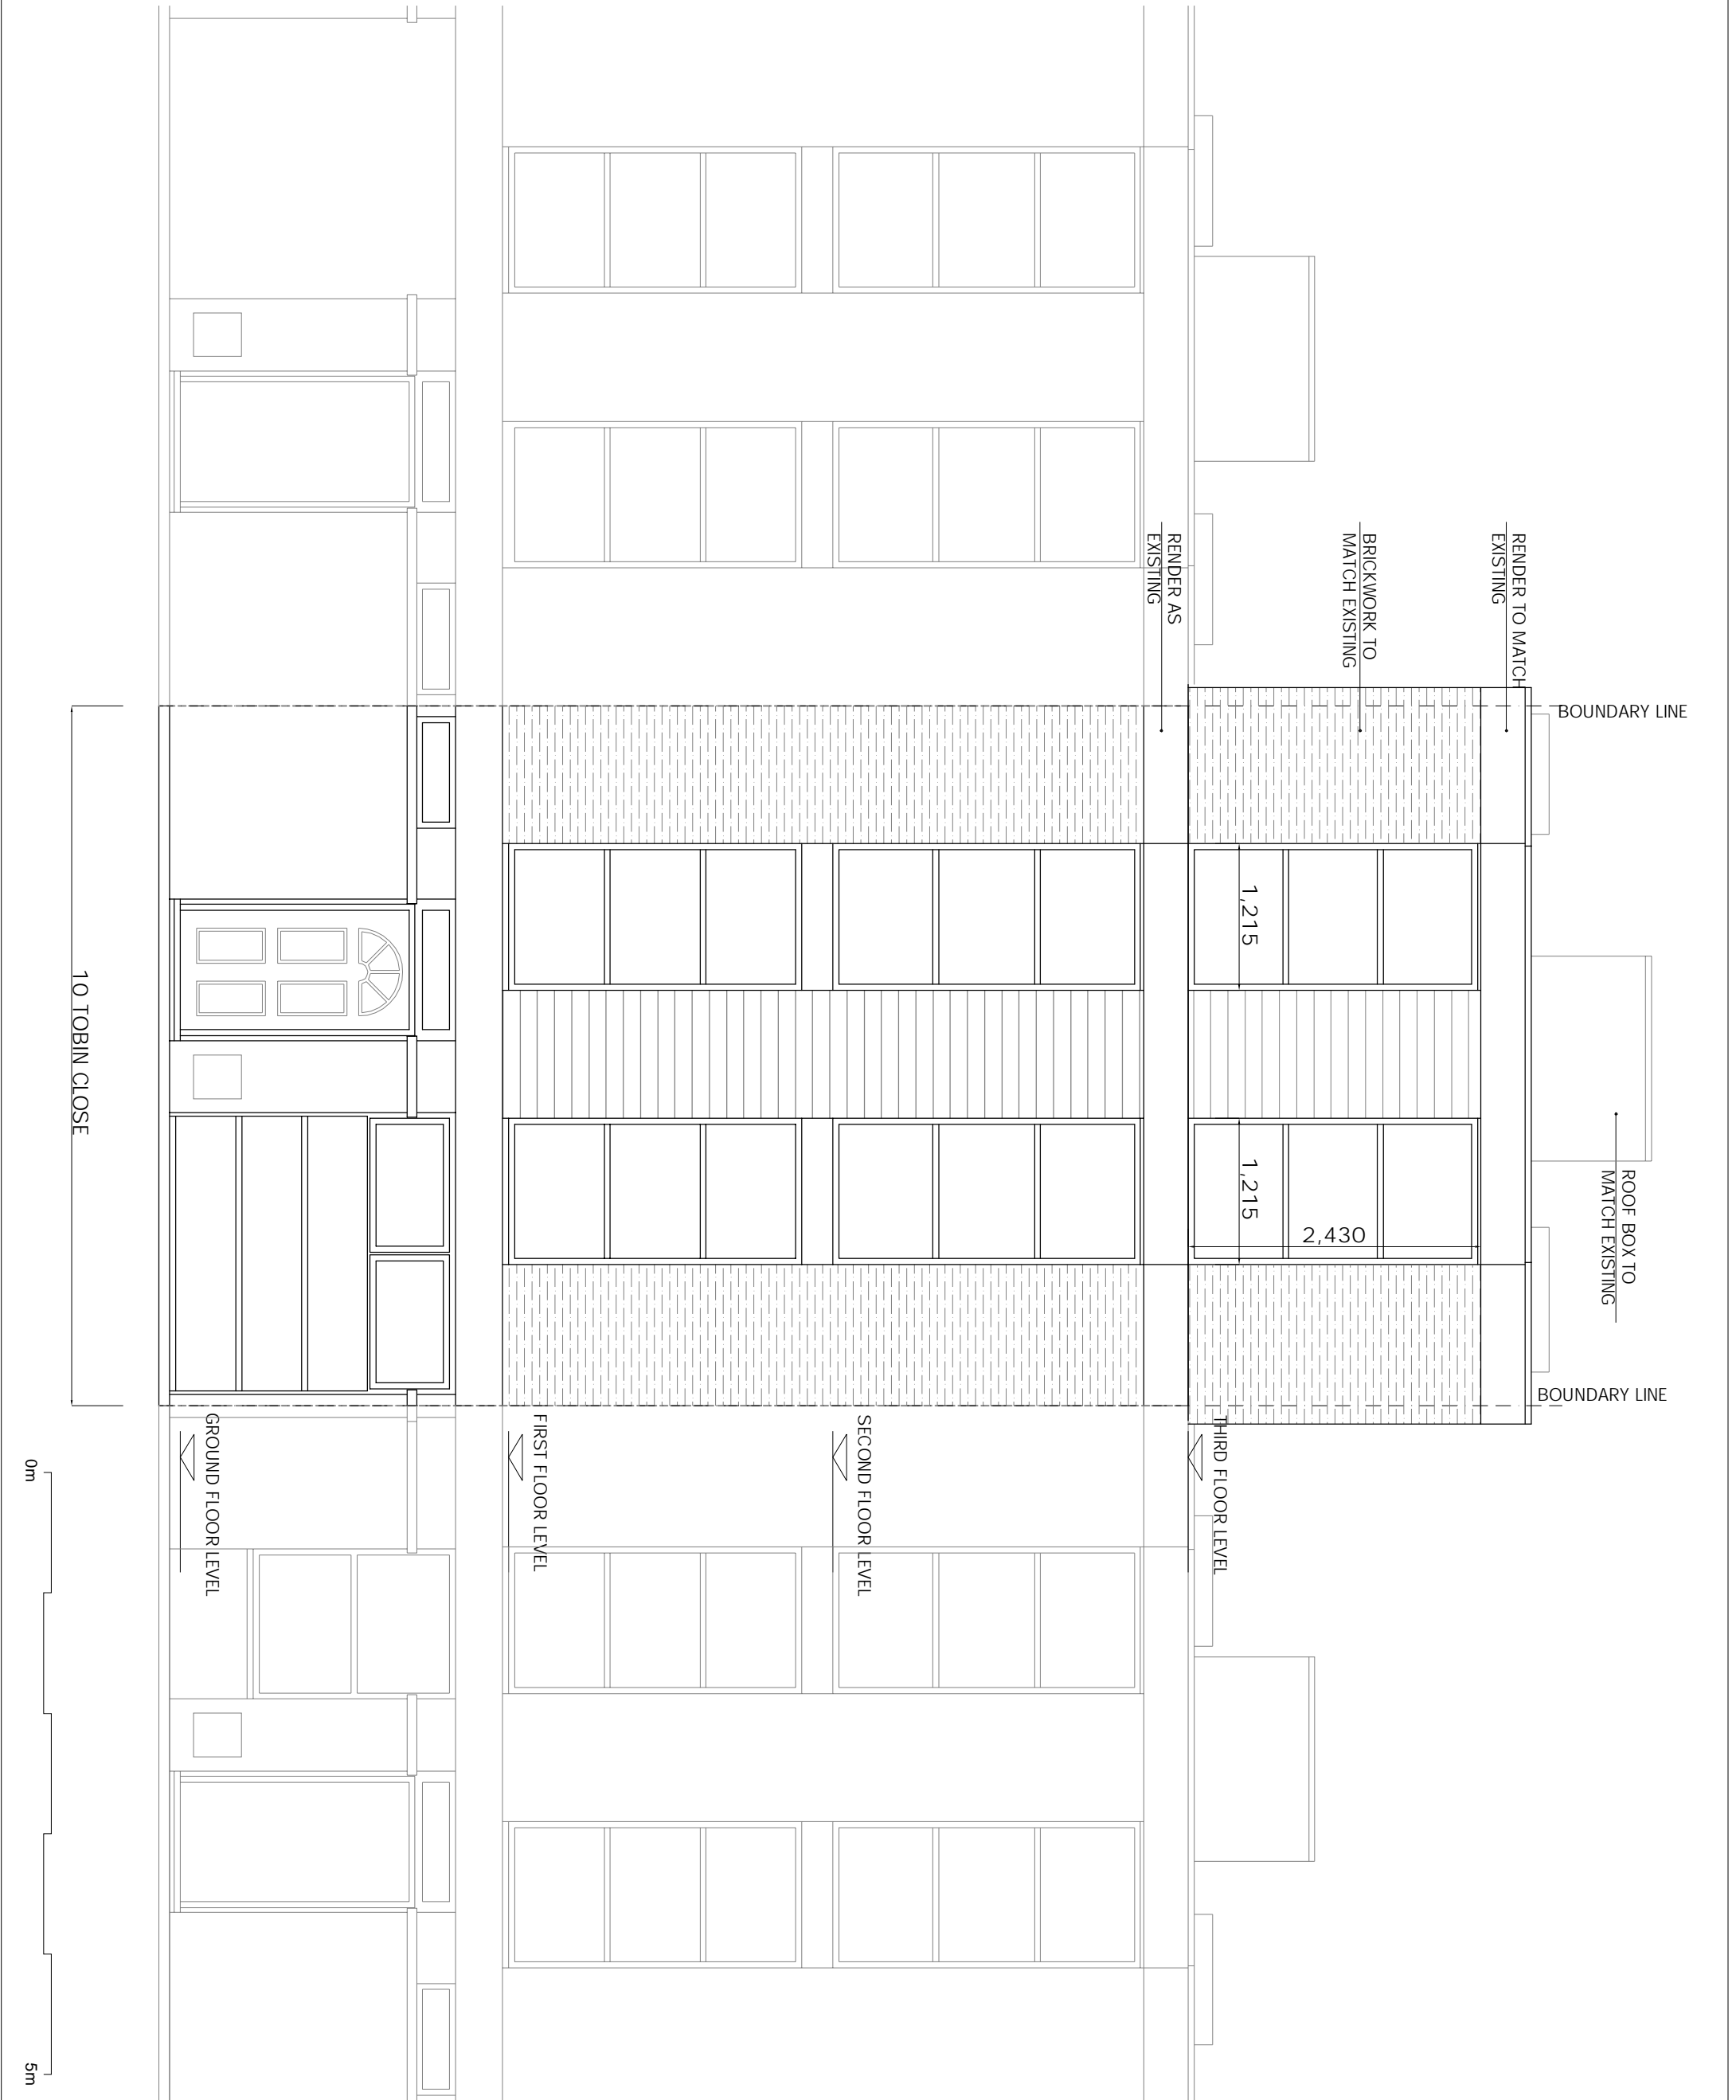 RENDER TO MATCH
EXISTING
BRICKWORK TO
MATCH EXISTING
RENDER AS
EXISTING
BOUNDARY LINE
ROOF BOX TO
MATCH EXISTING
BOUNDARY LINE
1,215
1,215
2,430
THIRD FLOOR LEVEL
SECOND FLOOR LEVEL
FIRST FLOOR LEVEL
GROUND FLOOR LEVEL
10 TOBIN CLOSE
0m
5m